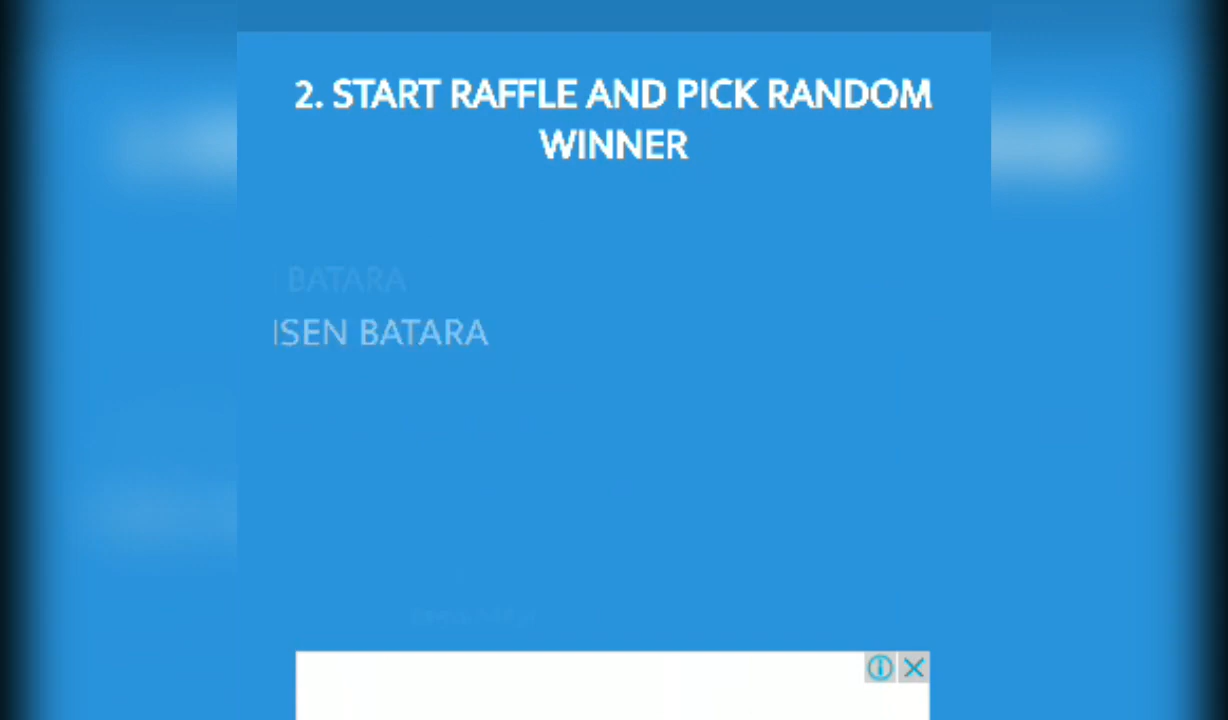 2. START RAFFLE AND PICK RANDOM
WINNER
BATARA
ISEN BATARA